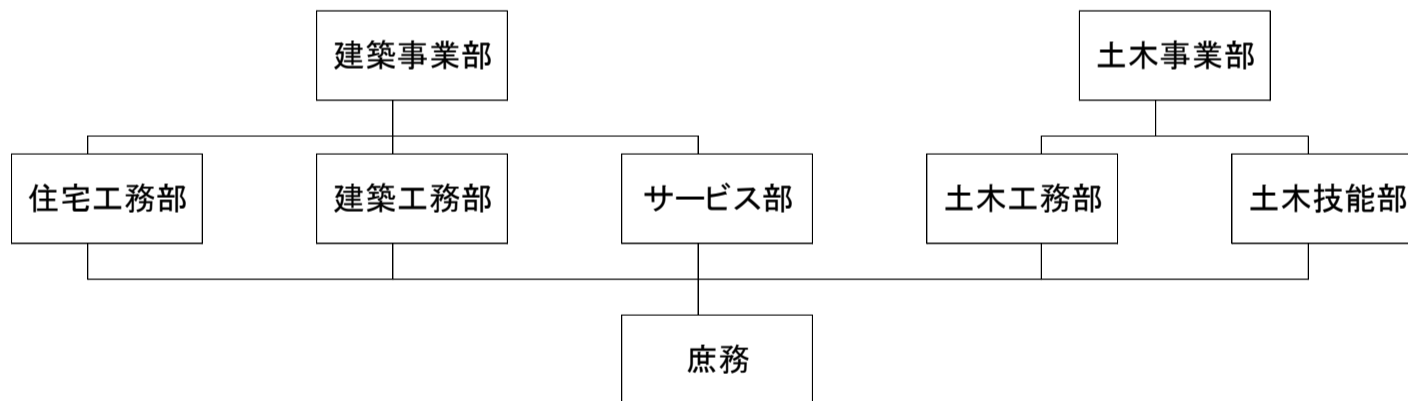 建築事業部
土木事業部
住宅工務部
建築工務部
サービス部
土木工務部
土木技能部
庶務